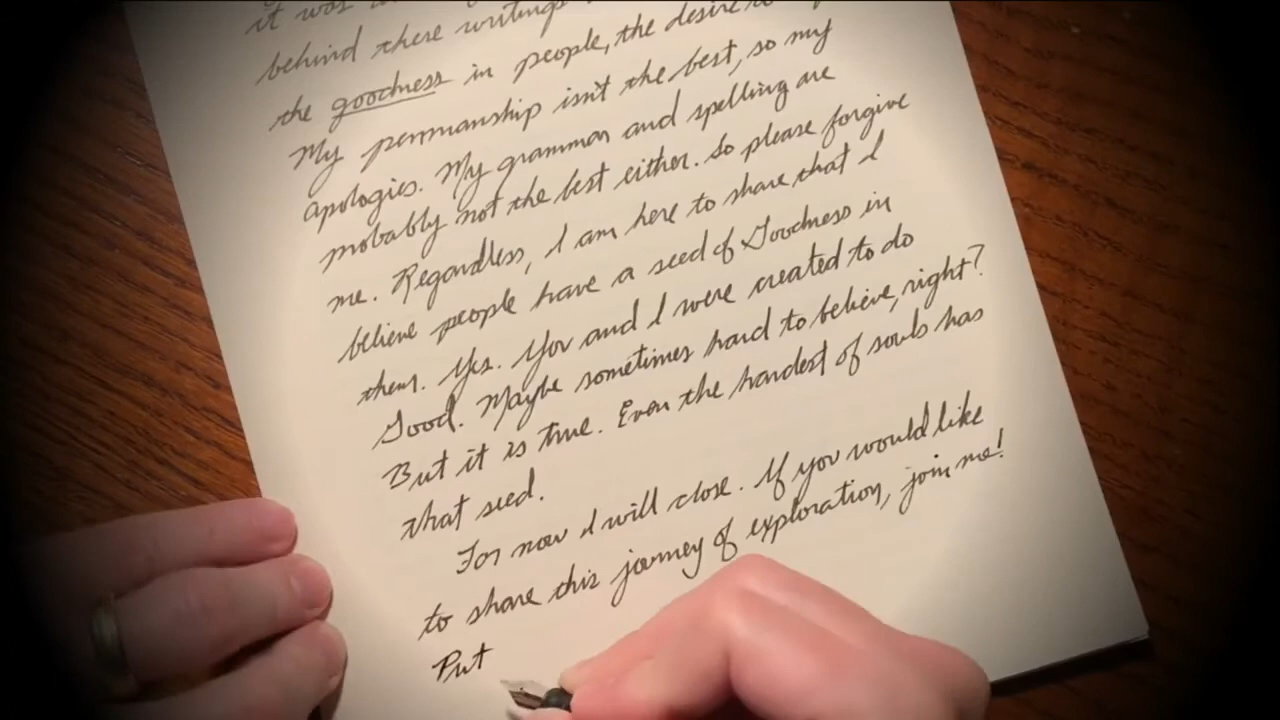 it was
behind these writings
the goodness in people, the desire to
My penmanship isn't the best, so my
apologies. My grammar and spelling are
probably not the best either. So please forgive
me. Regardless, I am here to share that I
believe people have a seed of Goodness in
them. Yes. You and I were created to do
Good. Maybe sometimes hard to believe, right?
But it is true. Even the hardest of souls has
that seed.
For now I will close. If you would like
to share this journey of exploration, join me!
Put